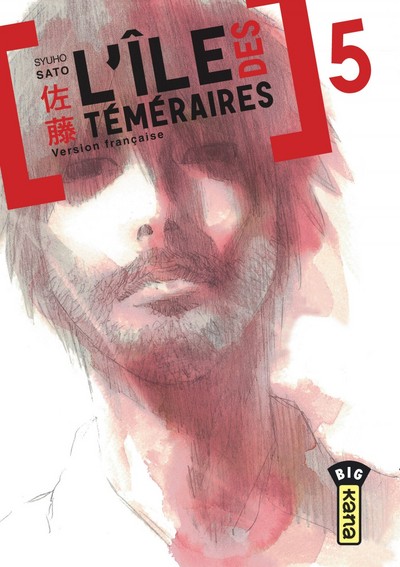 SYUHO
SATO
佐藤
L'ÎLE
DES
TÉMÉRAIRES
Version française
5
BIG
kana